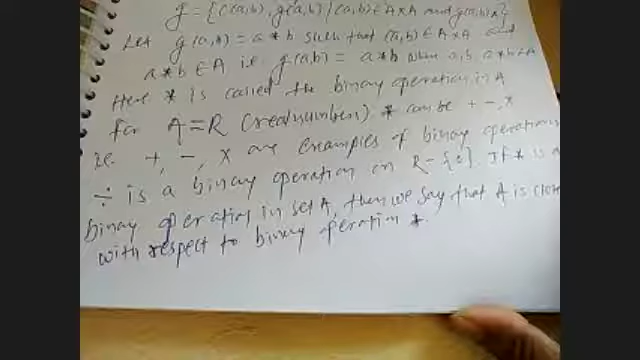 g = {(a,b), g(a,b) / (a,b) ∈ A×A and g(a,b)
Let g(a,b) = a * b such that (a,b) ∈ A×A and
a * b ∈ A i.e. g(a,b) = a * b when a, b, a*b ∈ A
Here * is called the binary operation in A
for A = R (real numbers) * can be + -, ×
i.e. +, -, × are examples of binary operations
÷ is a binary operation on R - {0}. If * is a
binary operation in set A, then we say that A is clos
with respect to binary operation *.